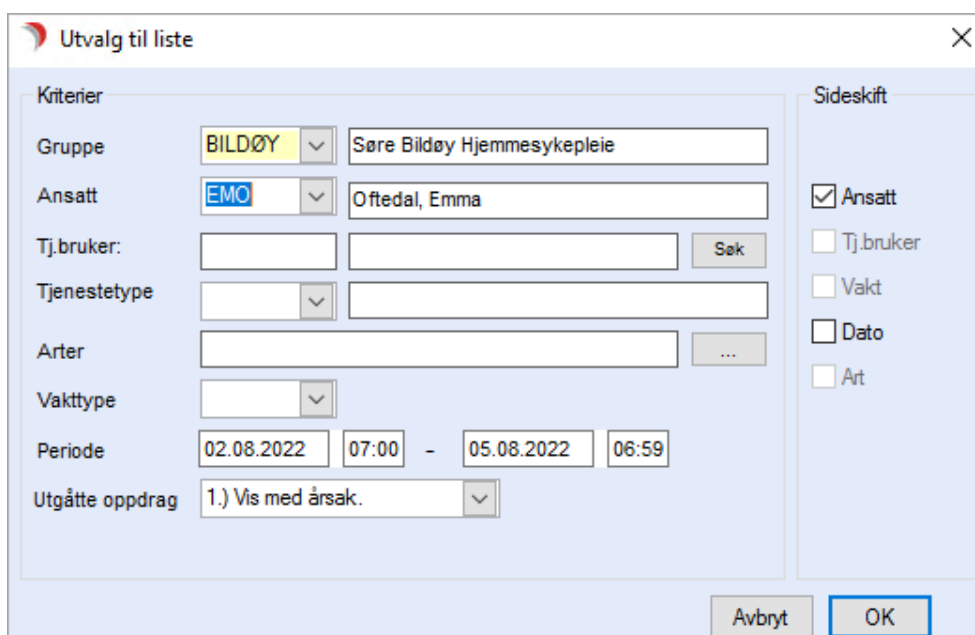 Utvalg til liste
Kriterier
Gruppe BILDØY Søre Bildøy Hjemmesykepleie
Ansatt EMO Oftedal, Emma
Tj.bruker: Søk
Tjenestetype
Arter ...
Vakttype
Periode 02.08.2022 07:00 - 05.08.2022 06:59
Utgåtte oppdrag 1.) Vis med årsak.
Sideskift
Ansatt
Tj.bruker
Vakt
Dato
Art
Avbryt OK